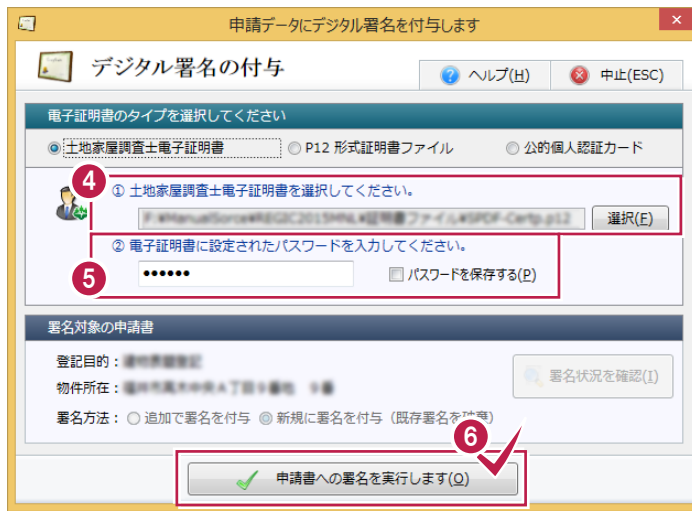 申請データにデジタル署名を付与します
デジタル署名の付与
ヘルプ(H) 中止(ESC)
電子証明書のタイプを選択してください
土地家屋調査士電子証明書 P12 形式証明書ファイル 公的個人認証カード
4
① 土地家屋調査士電子証明書を選択してください。
選択(F)
② 電子証明書に設定されたパスワードを入力してください。
5
●●●●●● パスワードを保存する(P)
署名対象の申請書
登記目的：
物件所在：
署名状況を確認(I)
署名方法： 追加で署名を付与 新規に署名を付与（既存署名を破棄）
6
申請書への署名を実行します(O)